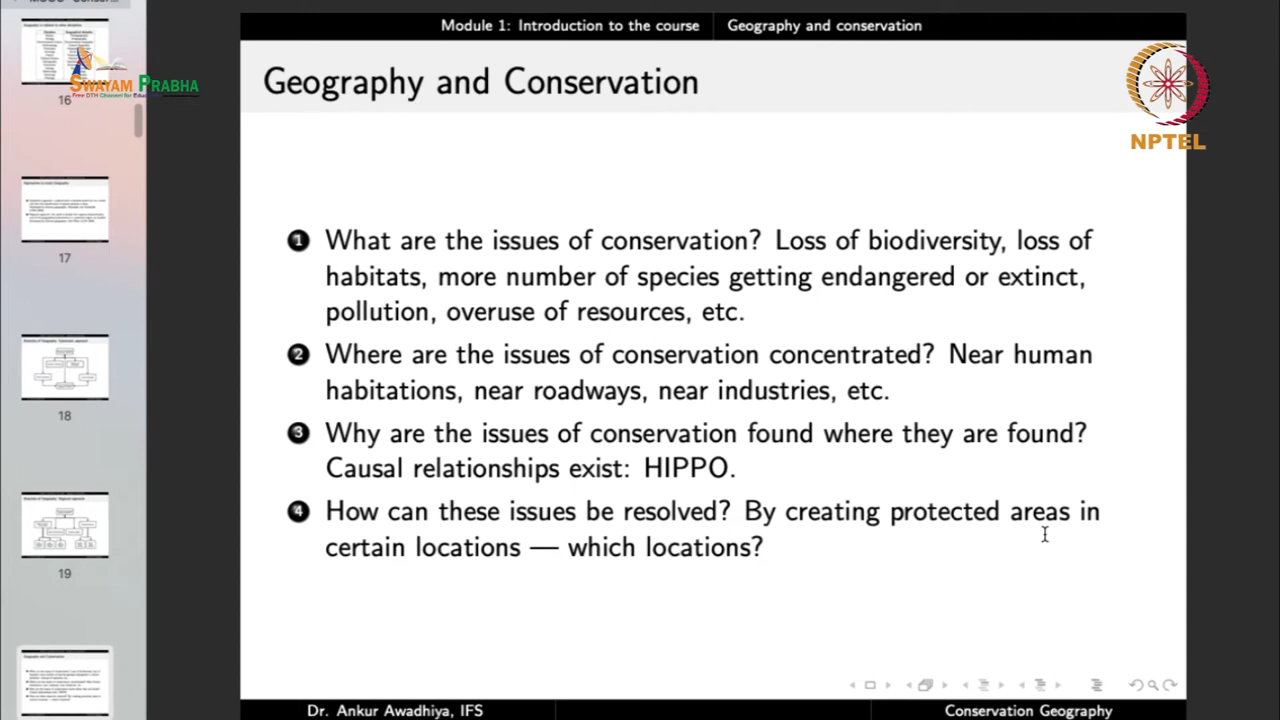 Module 1: Introduction to the course Geography and conservation
Geography and Conservation
SWAYAM PRABHA
NPTEL
16
17
18
19
1 What are the issues of conservation? Loss of biodiversity, loss of
habitats, more number of species getting endangered or extinct,
pollution, overuse of resources, etc.
2 Where are the issues of conservation concentrated? Near human
habitations, near roadways, near industries, etc.
3 Why are the issues of conservation found where they are found?
Causal relationships exist: HIPPO.
4 How can these issues be resolved? By creating protected areas in
certain locations — which locations?
Dr. Ankur Awadhiya, IFS Conservation Geography